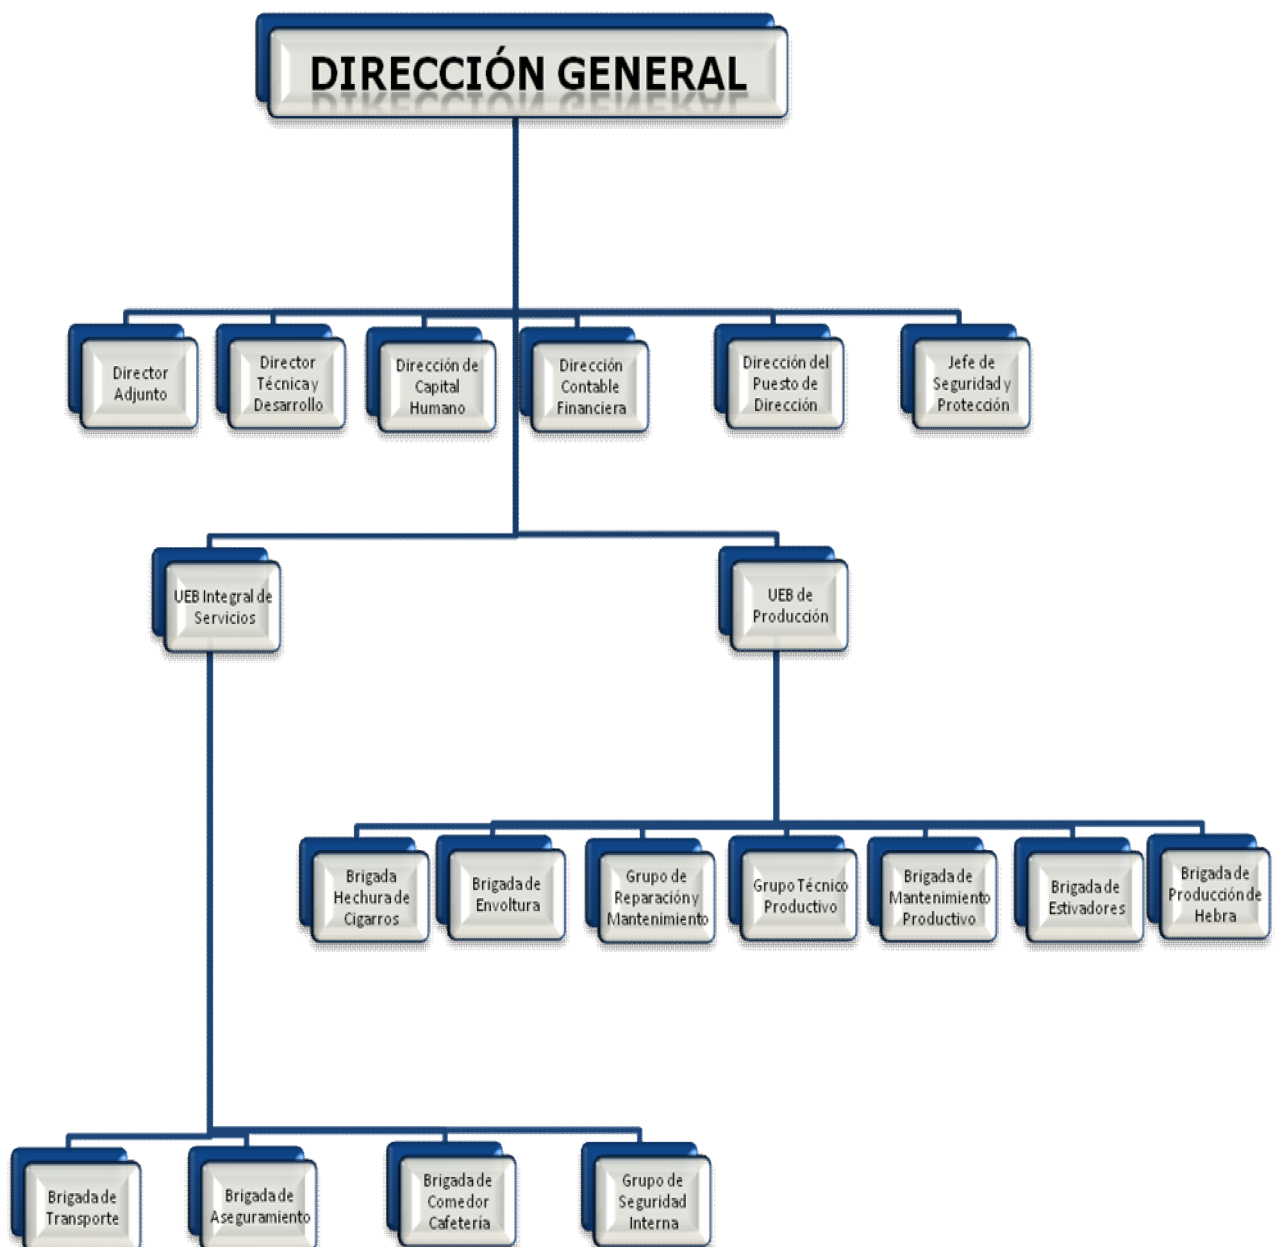 DIRECCIÓN GENERAL
Director
Adjunto
Director
Técnica y
Desarrollo
Dirección de
Capital
Humano
Dirección
Contable
Financiera
Dirección del
Puesto de
Dirección
Jefe de
Seguridad y
Protección
UEB Integral de
Servicios
UEB de
Producción
Brigada
Hechura de
Cigarros
Brigada de
Envoltura
Grupo de
Reparación y
Mantenimiento
Grupo Técnico
Productivo
Brigada de
Mantenimiento
Productivo
Brigada de
Estivadores
Brigada de
Producción de
Hebra
Brigada de
Transporte
Brigada de
Aseguramiento
Brigada de
Comedor
Cafetería
Grupo de
Seguridad
Interna